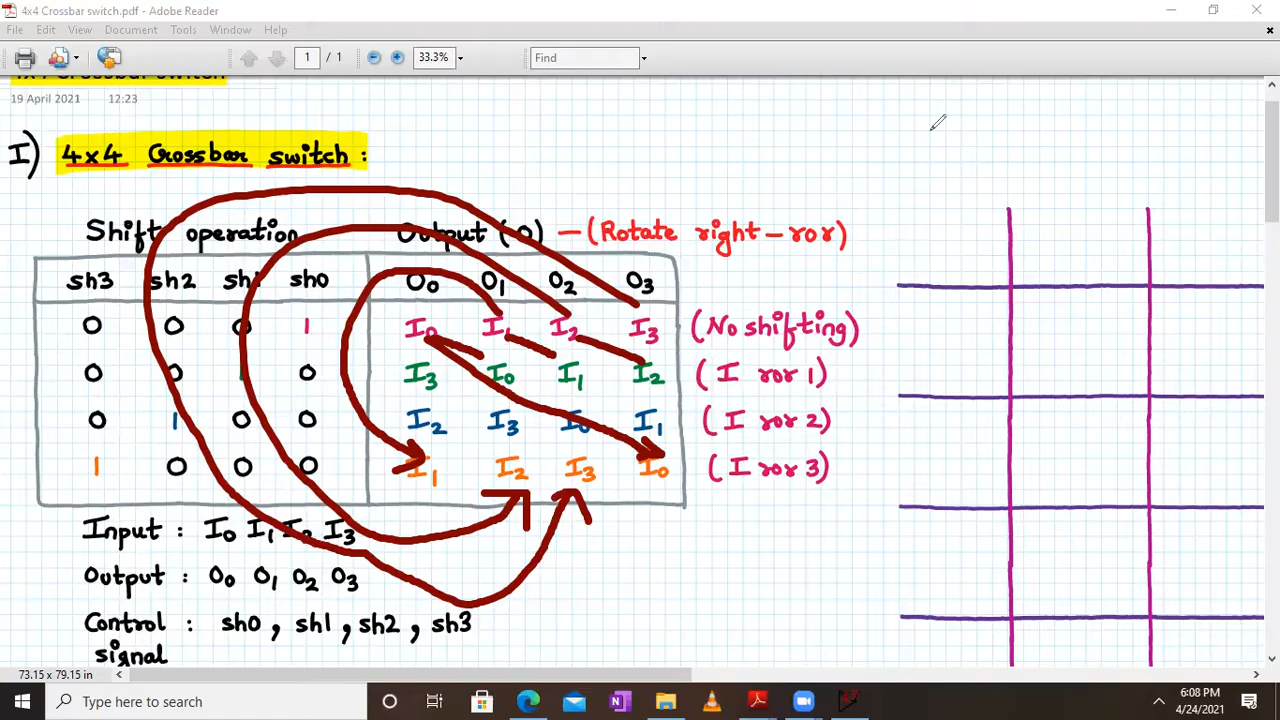 4x4 Crossbar switch.pdf - Adobe Reader
File Edit View Document Tools Window Help
1 / 1 33.3% Find
4x4 Crossbar switch
19 April 2021 12:23
I) 4x4 Crossbar switch :
Shift operation Output (O) - (Rotate right - ror)
sh3 sh2 sh1 sh0 O0 O1 O2 O3
0 0 0 1 I0 I1 I2 I3 (No shifting)
0 0 1 0 I3 I0 I1 I2 (I ror 1)
0 1 0 0 I2 I3 I0 I1 (I ror 2)
1 0 0 0 I1 I2 I3 I0 (I ror 3)
Input : I0 I1 I3
Output : O0 O1 O2 O3
Control : sh0 , sh1 , sh2 , sh3
signal
73.15 x 79.15 in
Type here to search
6:08 PM
4/24/2021